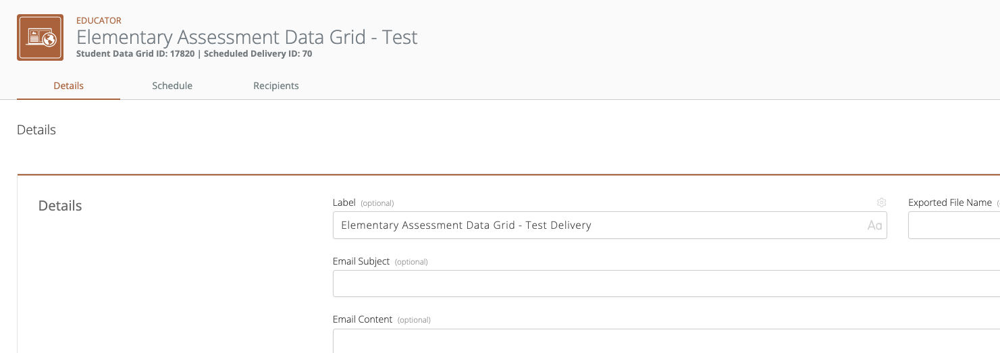 EDUCATOR
Elementary Assessment Data Grid - Test
Student Data Grid ID: 17820 | Scheduled Delivery ID: 70
Details Schedule Recipients
Details
Details
Label (optional) Exported File Name
Elementary Assessment Data Grid - Test Delivery Aa
Email Subject (optional)
Email Content (optional)